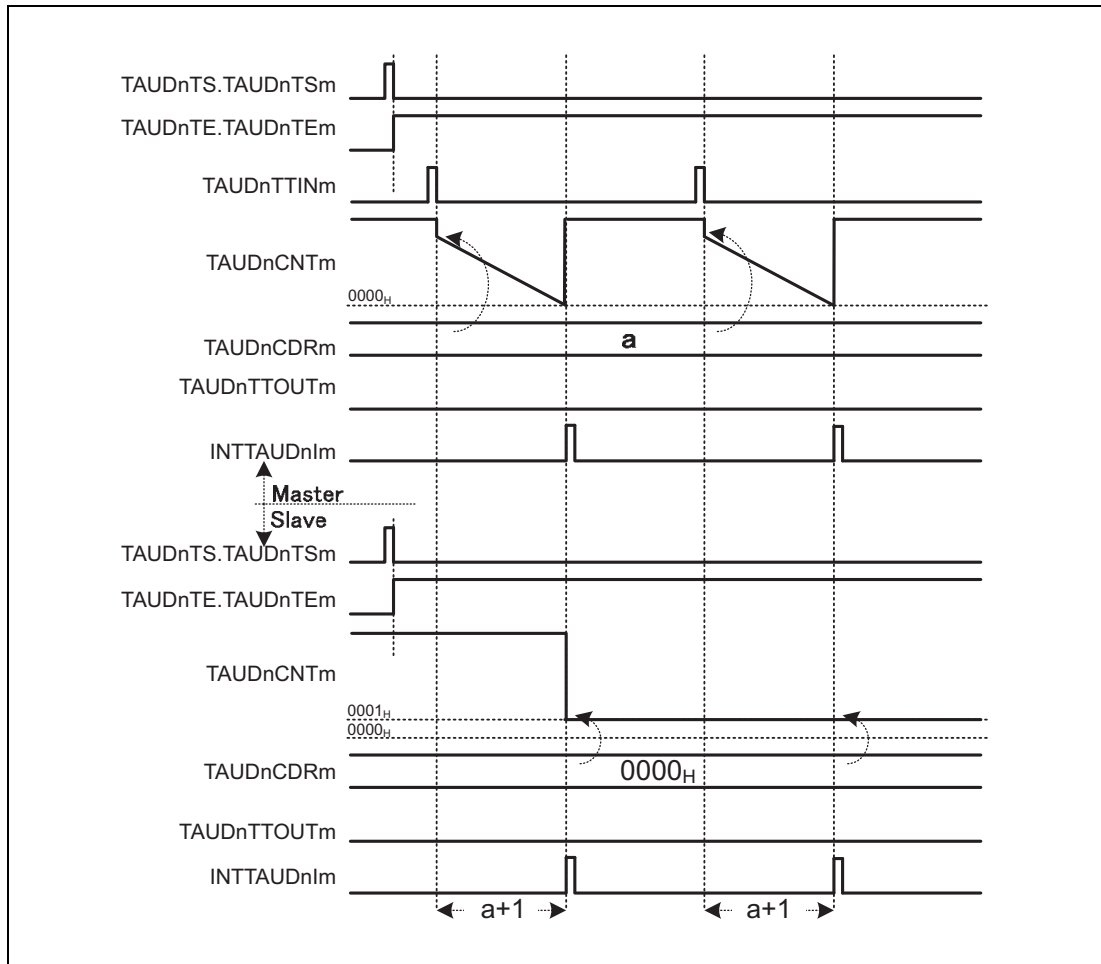 TAUDnTS.TAUDnTSm
TAUDnTE.TAUDnTEm
TAUDnTTINm
TAUDnCNTm
0000H
a
TAUDnCDRm
TAUDnTTOUTm
INTTAUDnIm
Master
Slave
TAUDnTS.TAUDnTSm
TAUDnTE.TAUDnTEm
TAUDnCNTm
0001H
0000H
TAUDnCDRm
0000H
TAUDnTTOUTm
INTTAUDnIm
a+1 a+1